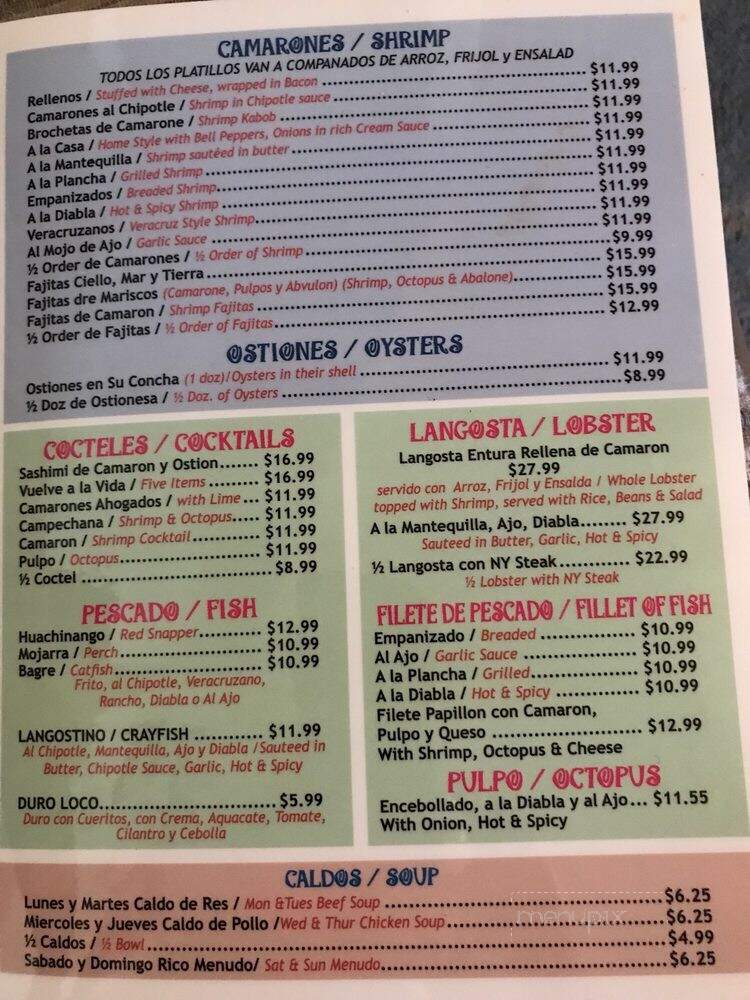 CAMARONES / SHRIMP
TODOS LOS PLATILLOS VAN A COMPANADOS DE ARROZ, FRIJOL y ENSALAD
Rellenos / Stuffed with Cheese, wrapped in Bacon $11.99
Camarones al Chipotle / Shrimp in Chipotle sauce $11.99
Brochetas de Camarone / Shrimp Kabob $11.99
A la Casa / Home Style with Bell Peppers, Onions in rich Cream Sauce $11.99
A la Mantequilla / Shrimp sautéed in butter $11.99
A la Plancha / Grilled Shrimp $11.99
Empanizados / Breaded Shrimp $11.99
A la Diabla / Hot & Spicy Shrimp $11.99
Veracruzanos / Veracruz Style Shrimp $11.99
Al Mojo de Ajo / Garlic Sauce $11.99
½ Order de Camarones / ½ Order of Shrimp $9.99
Fajitas Ciello, Mar y Tierra $15.99
Fajitas dre Mariscos (Camarone, Pulpos y Abvulon) (Shrimp, Octopus & Abalone) $15.99
Fajitas de Camaron / Shrimp Fajitas $15.99
½ Order de Fajitas / ½ Order of Fajitas $12.99
OSTIONES / OYSTERS
Ostiones en Su Concha (1 doz)/Oysters in their shell $11.99
½ Doz de Ostionesa / ½ Doz. of Oysters $8.99
COCTELES / COCKTAILS
Sashimi de Camaron y Ostion....... $16.99
Vuelve a la Vida / Five Items $16.99
Camarones Ahogados / with Lime ... $11.99
Campechana / Shrimp & Octopus..... $11.99
Camaron / Shrimp Cocktail $11.99
Pulpo / Octopus $11.99
½ Coctel $8.99
PESCADO / FISH
Huachinango / Red Snapper $12.99
Mojarra / Perch $10.99
Bagre / Catfish $10.99
Frito, al Chipotle, Veracruzano,
Rancho, Diabla o Al Ajo
LANGOSTINO / CRAYFISH $11.99
Al Chipotle, Mantequilla, Ajo y Diabla /Sauteed in
Butter, Chipotle Sauce, Garlic, Hot & Spicy
DURO LOCO $5.99
Duro con Cueritos, con Crema, Aquacate, Tomate,
Cilantro y Cebolla
LANGOSTA / LOBSTER
Langosta Entura Rellena de Camaron
$27.99
servido con Arroz, Frijol y Ensalda / Whole Lobster
topped with Shrimp, served with Rice, Beans & Salad
A la Mantequilla, Ajo, Diabla........ $27.99
Sauteed in Butter, Garlic, Hot & Spicy
½ Langosta con NY Steak $22.99
½ Lobster with NY Steak
FILETE DE PESCADO / FILLET OF FISH
Empanizado / Breaded $10.99
Al Ajo / Garlic Sauce $10.99
A la Plancha / Grilled $10.99
A la Diabla / Hot & Spicy $10.99
Filete Papillon con Camaron,
Pulpo y Queso $12.99
With Shrimp, Octopus & Cheese
PULPO / OCTOPUS
Encebollado, a la Diabla y al Ajo... $11.55
With Onion, Hot & Spicy
CALDOS / SOUP
Lunes y Martes Caldo de Res / Mon &Tues Beef Soup $6.25
Miercoles y Jueves Caldo de Pollo /Wed & Thur Chicken Soup $6.25
½ Caldos / ½ Bowl $4.99
Sabado y Domingo Rico Menudo/ Sat & Sun Menudo $6.25
menupix